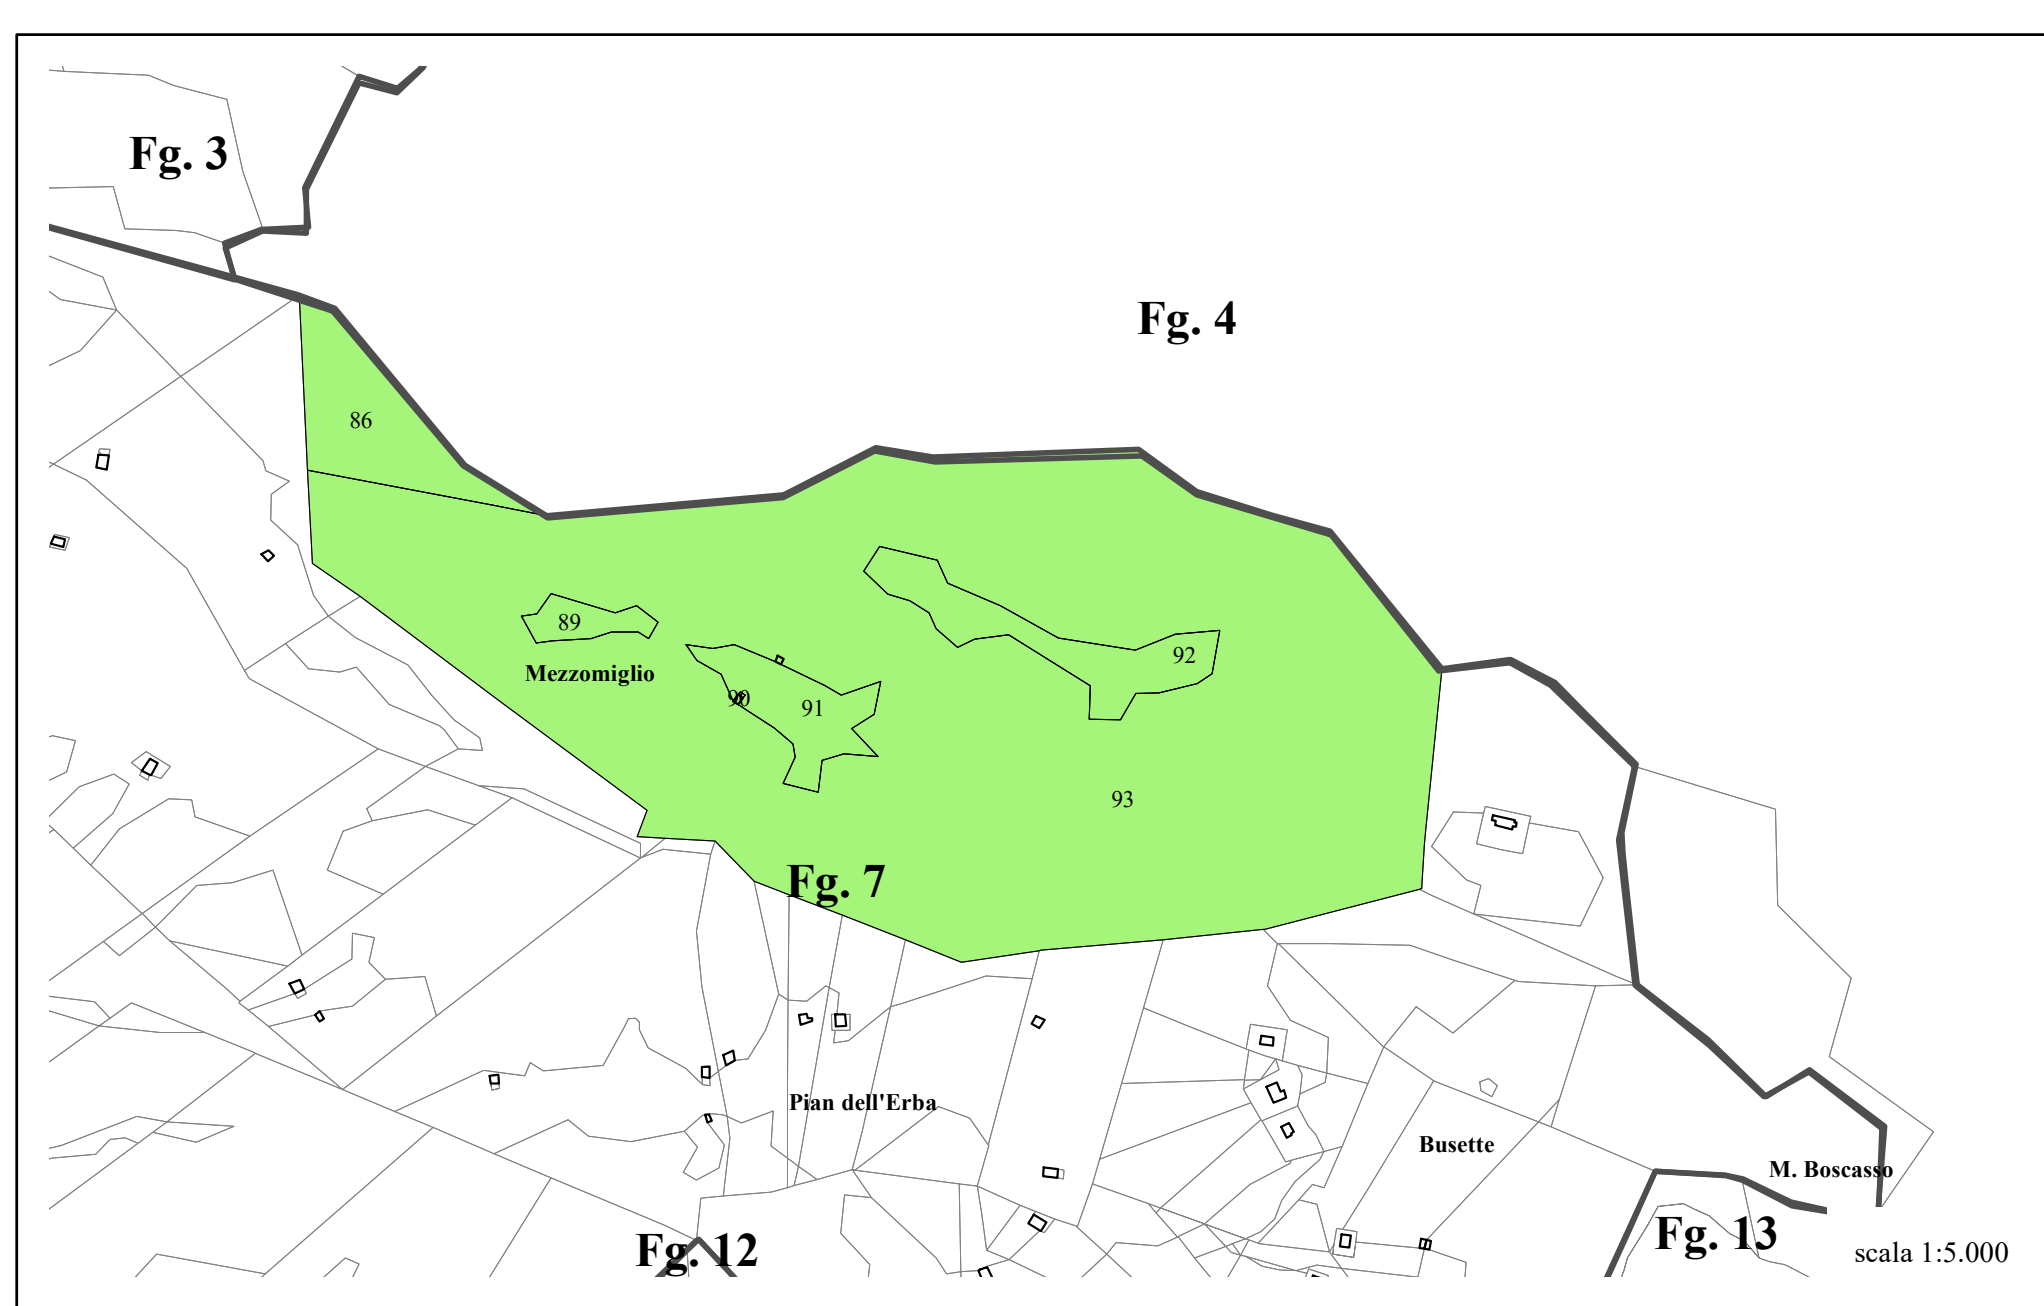 Fg. 3
Fg. 4
86
89
92
Mezzomiglio
90
91
93
Fg. 7
Pian dell'Erba
Busette
M. Boscasso
Fg. 12
Fg. 13
scala 1:5.000